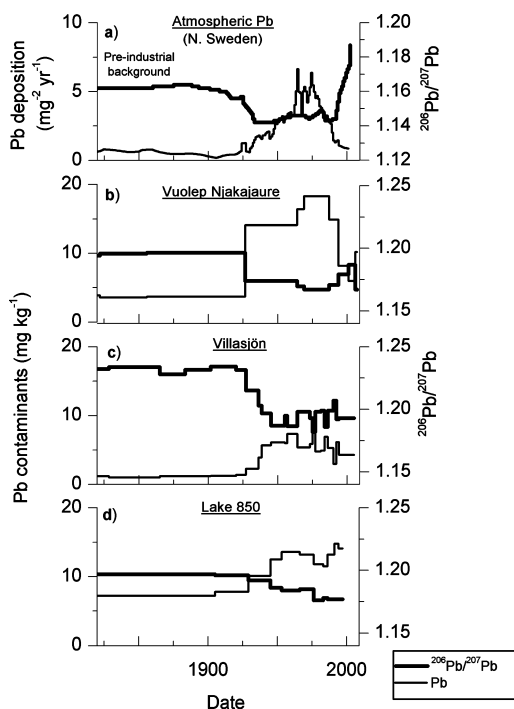 a)
Atmospheric Pb
(N. Sweden)
Pre-industrial
background
Pb deposition
(mg⁻² yr⁻¹)
10
5
0
1.20
1.18
1.16
1.14
1.12
²⁰⁶Pb/²⁰⁷Pb
b)
Vuolep Njakajaure
20
10
0
1.25
1.20
1.15
Pb contaminants (mg kg⁻¹)
c)
Villasjön
20
10
0
1.25
1.20
1.15
²⁰⁶Pb/²⁰⁷Pb
d)
Lake 850
20
10
0
1.25
1.20
1.15
1900 2000
Date
²⁰⁶Pb/²⁰⁷Pb
Pb